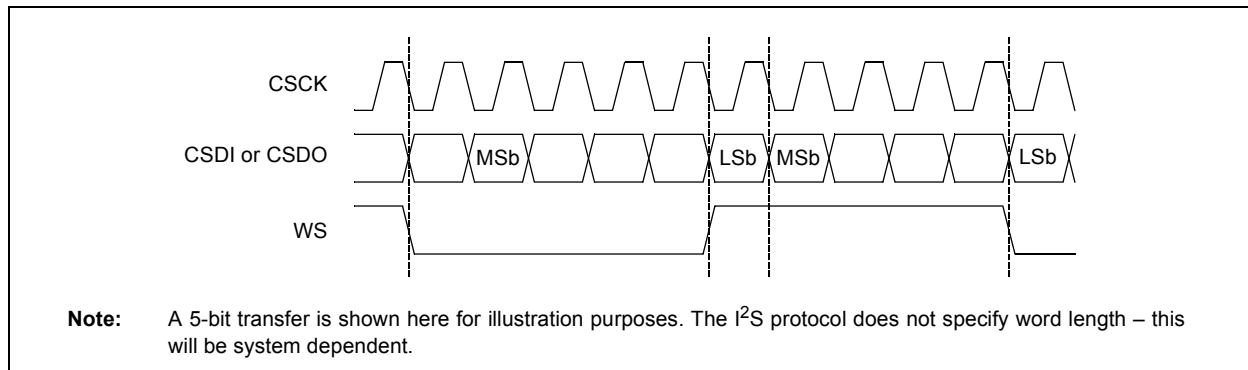 CSCK
CSDI or CSDO
MSb
LSb
MSb
LSb
WS
Note: A 5-bit transfer is shown here for illustration purposes. The I²S protocol does not specify word length – this
will be system dependent.